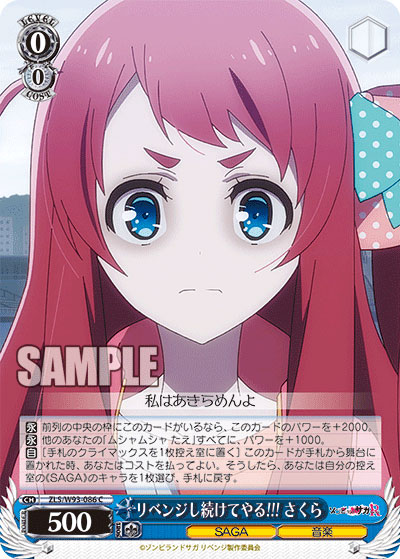 LEVEL
0
0
COST
SAMPLE
私はあきらめんよ
永 前列の中央の枠にこのカードがいるなら、このカードのパワーを+2000。
永 他のあなたの「ムシャムシャ たえ」すべてに、パワーを+1000。
自 [手札のクライマックスを1枚控え室に置く] このカードが手札から舞台に
置かれた時、あなたはコストを払ってよい。そうしたら、あなたは自分の控え
室の《SAGA》のキャラを1枚選び、手札に戻す。
CH ZLS/W93-086 C
500
リベンジし続けてやる!!! さくら
SAGA
音楽
©ゾンビランドサガ リベンジ製作委員会